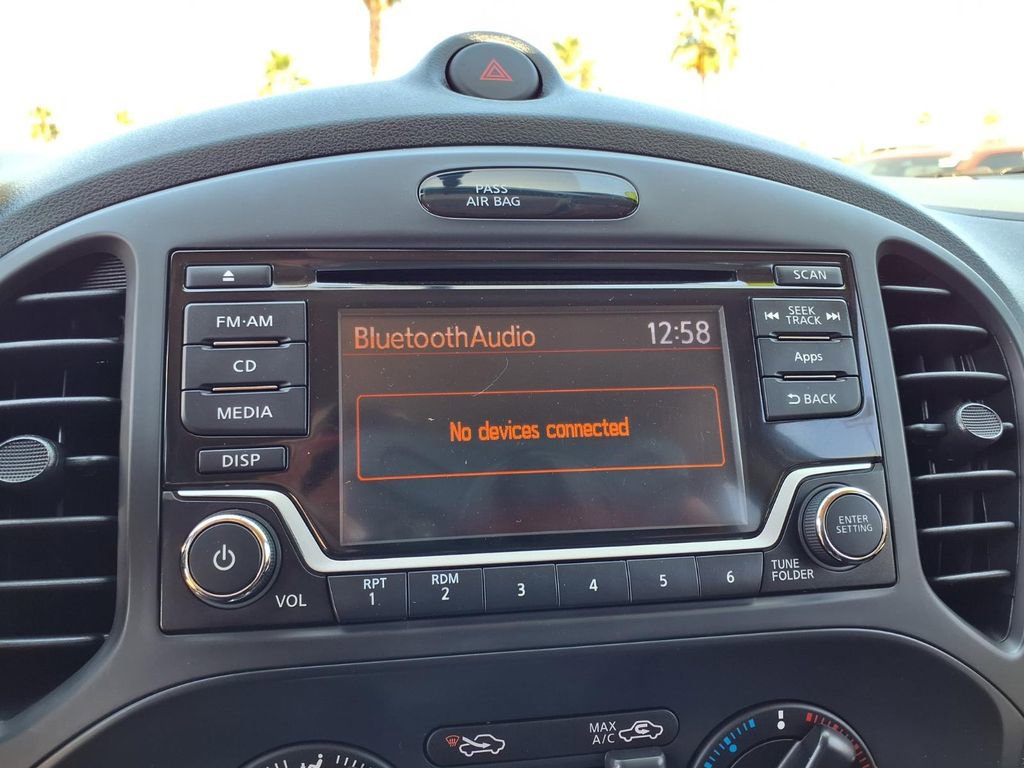 PASS
AIR BAG
SCAN
FM·AM
SEEK
TRACK
BluetoothAudio 12:58
CD
Apps
MEDIA
BACK
No devices connected
DISP
ENTER
SETTING
VOL
RPT
1
RDM
2
3
4
5
6
TUNE
FOLDER
MAX
A/C